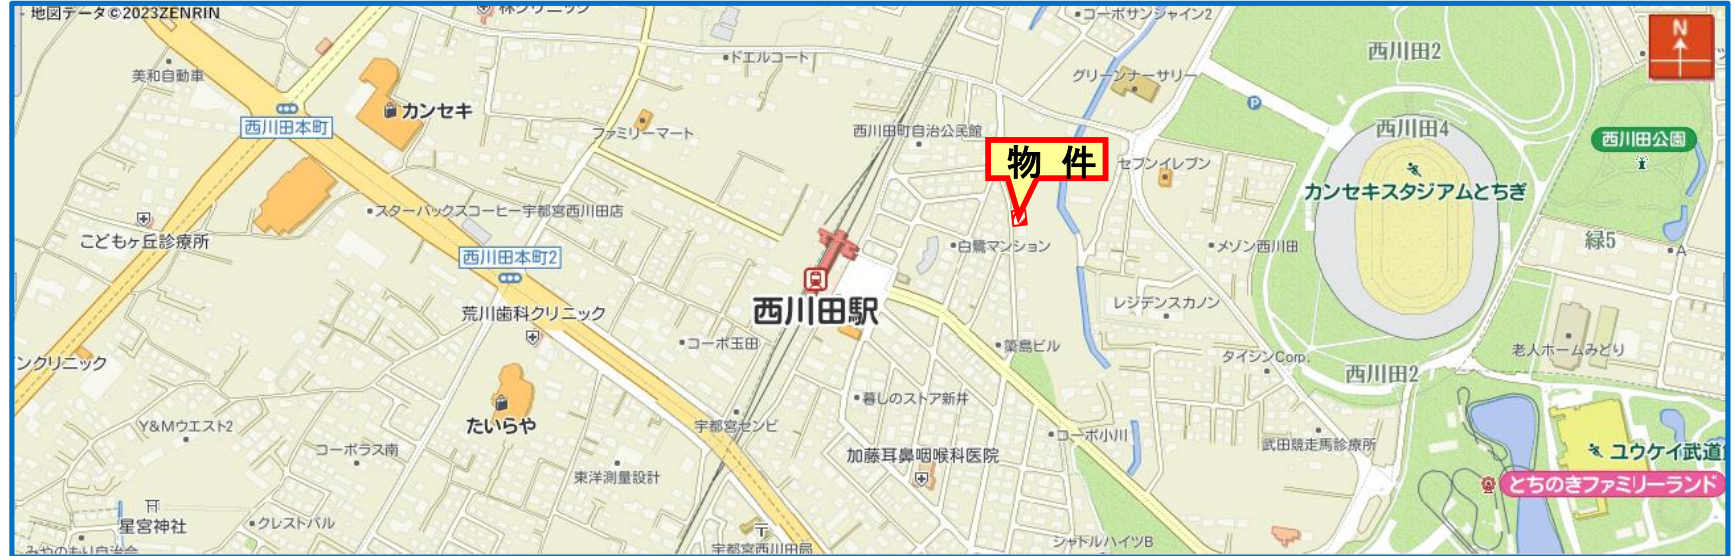 地図データ©2023ZENRIN
コーポサンシャイン2
N
美和自動車
ドエルコート
西川田2
グリーンナーサリー
カンセキ
P
西川田本町
ファミリーマート
西川田町自治公民館
西川田4
西川田公園
物件
セブンイレブン
カンセキスタジアムとちぎ
スターバックスコーヒー宇都宮西川田店
こどもヶ丘診療所
白鷺マンション
メゾン西川田
緑5
A
西川田本町2
西川田駅
レジデンスカノン
荒川歯科クリニック
コーポ玉田
築島ビル
タイシンCorp.
老人ホームみどり
ンクリニック
西川田2
暮しのストア新井
たいらや
Y&Mウエスト2
宇都宮センビ
コーポ小川
武田競走馬診療所
コーポラス南
加藤耳鼻咽喉科医院
ユウケイ武道
東洋測量設計
とちのきファミリーランド
星宮神社
クレストパル
シャトルハイツB
宇都宮西川田局